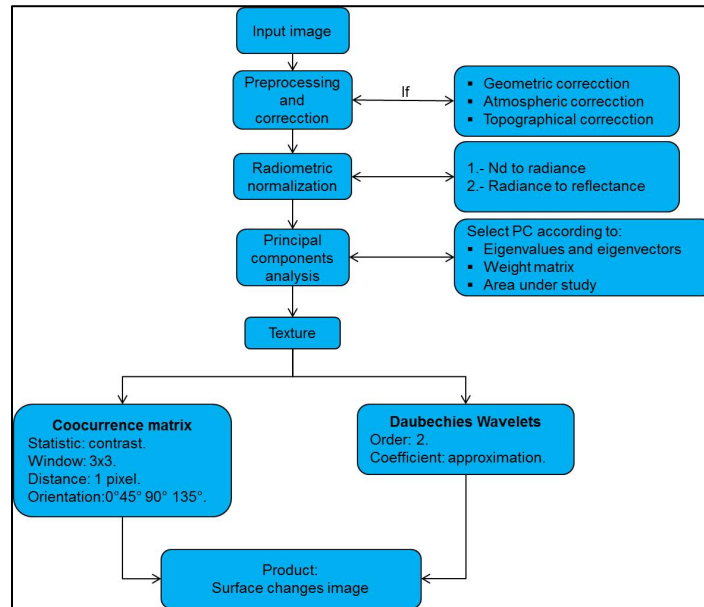 Input image
Preprocessing
and
correcction
If
▪ Geometric correcction
▪ Atmospheric correcction
▪ Topographical correcction
Radiometric
normalization
1.- Nd to radiance
2.- Radiance to reflectance
Principal
components
analysis
Select PC according to:
▪ Eigenvalues and eigenvectors
▪ Weight matrix
▪ Area under study
Texture
Coocurrence matrix
Statistic: contrast.
Window: 3x3.
Distance: 1 pixel.
Orientation:0°45° 90° 135°.
Daubechies Wavelets
Order: 2.
Coefficient: approximation.
Product:
Surface changes image